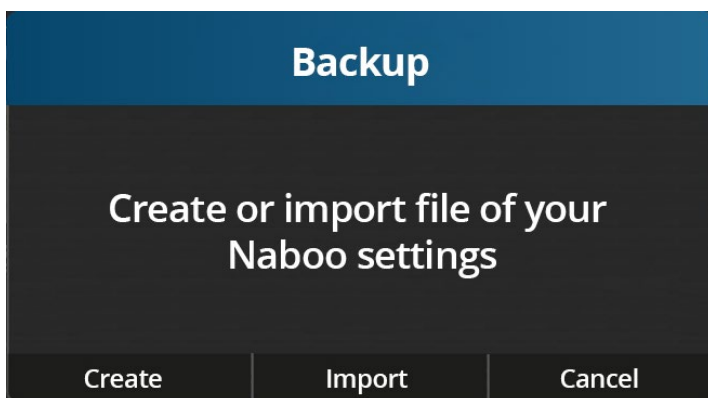 Backup
Create or import file of your
Naboo settings
Create Import Cancel